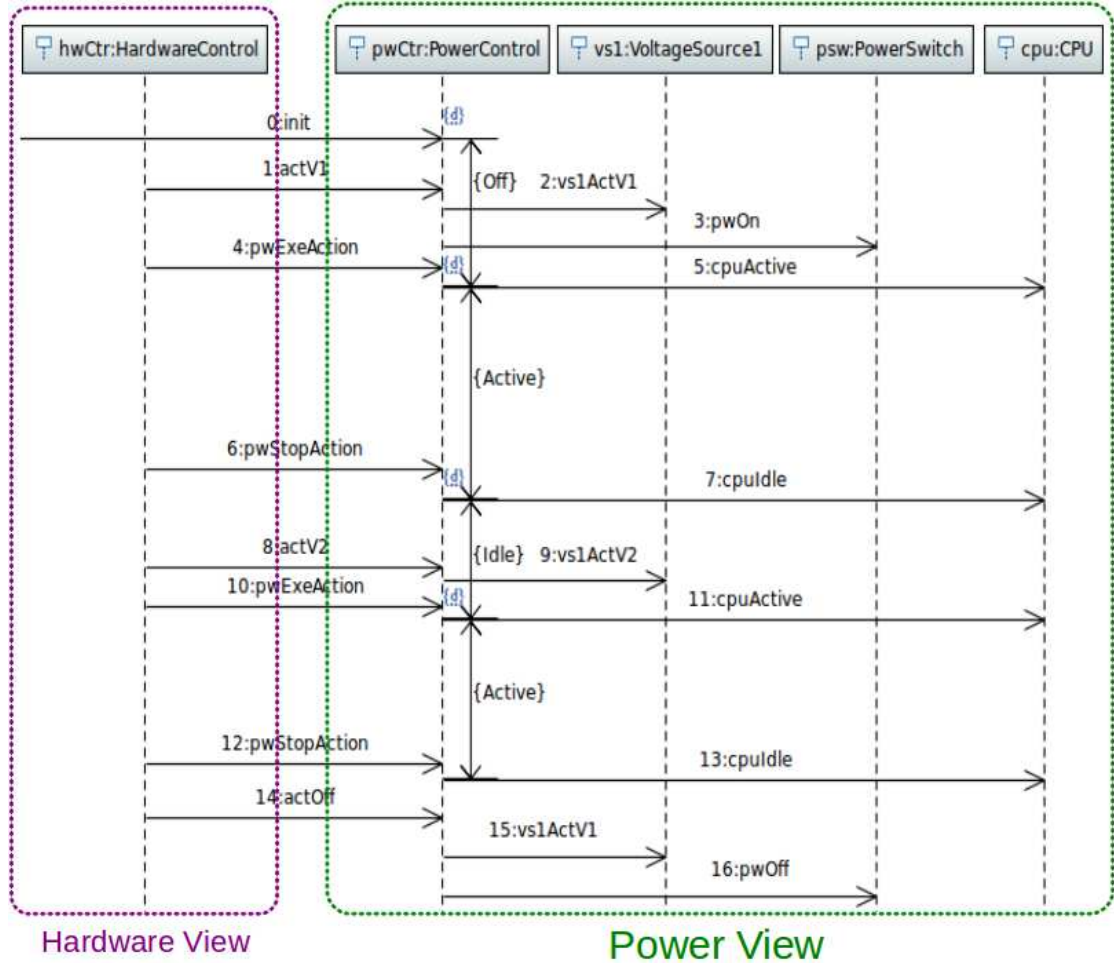 hwCtr:HardwareControl
pwCtr:PowerControl
vs1:VoltageSource1
psw:PowerSwitch
cpu:CPU
{d}
0:init
1:actV1
{Off}
2:vs1ActV1
3:pwOn
4:pwExeAction
{d}
5:cpuActive
{Active}
6:pwStopAction
{d}
7:cpuIdle
8:actV2
{Idle}
9:vs1ActV2
10:pwExeAction
{d}
11:cpuActive
{Active}
12:pwStopAction
13:cpuIdle
14:actOff
15:vs1ActV1
16:pwOff
Hardware View
Power View